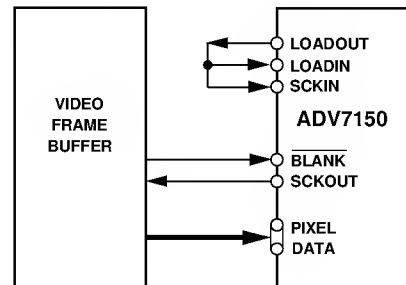 LOADOUT
LOADIN
SCKIN
ADV7150
VIDEO
FRAME
BUFFER
BLANK
SCKOUT
PIXEL
DATA